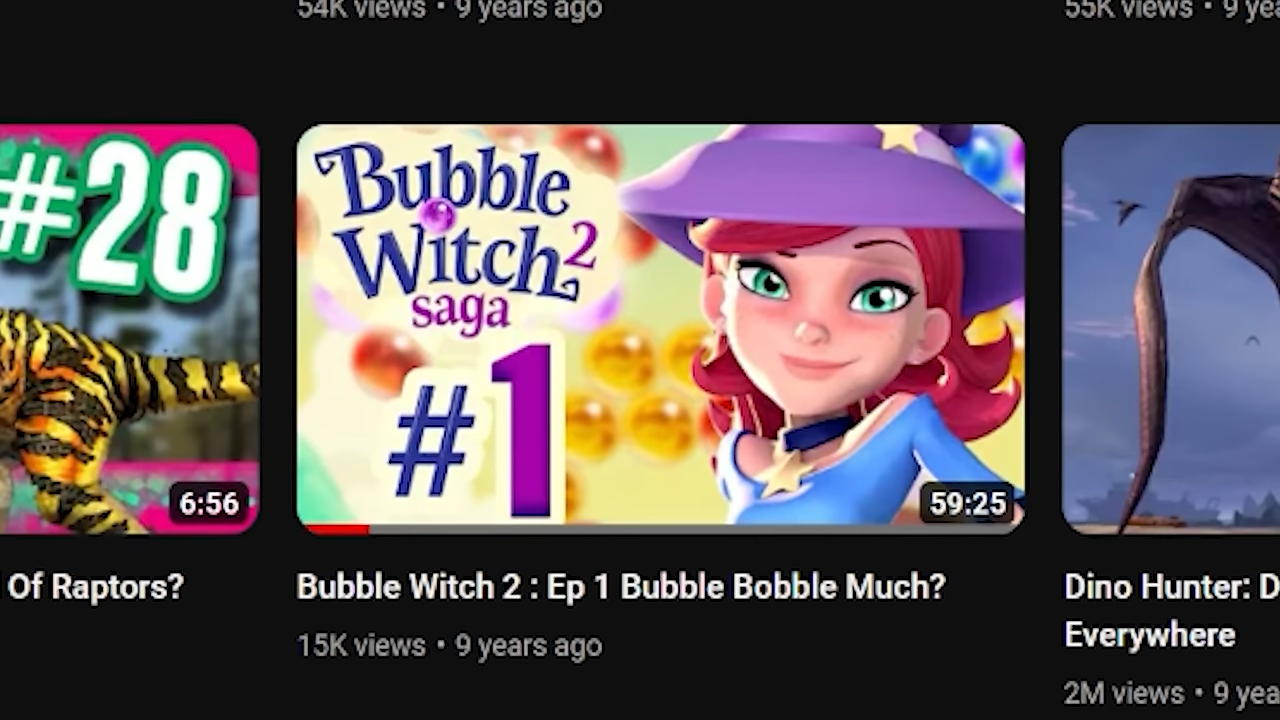 54K views • 9 years ago
55K views • 9 yea
#28
Bubble
Witch 2
saga
#1
6:56
59:25
Of Raptors?
Bubble Witch 2 : Ep 1 Bubble Bobble Much?
Dino Hunter: D
Everywhere
15K views • 9 years ago
2M views • 9 yea